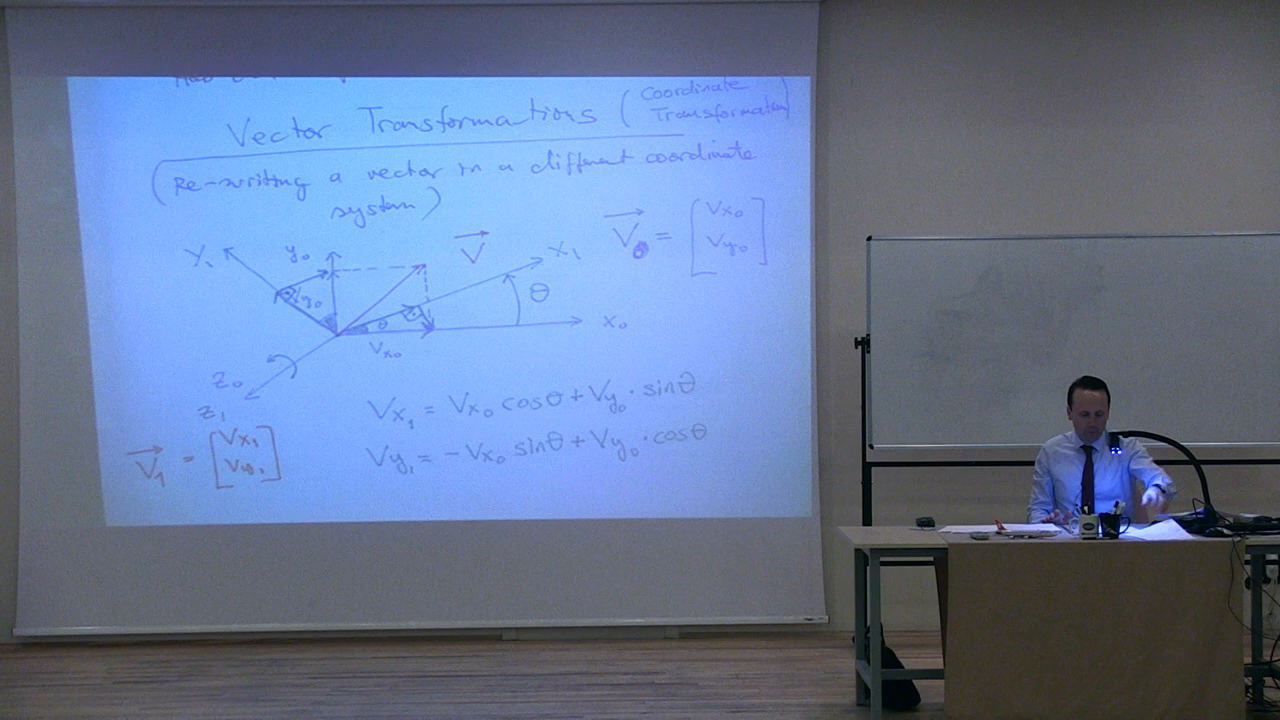 Vector Transformations (Coordinate Transformation)
(Re-writing a vector in a different coordinate
system)
V₀ = [Vx₀
Vy₀]
y₁
y₀
V
x₁
Vy₀
θ
θ
x₀
Vx₀
z₀
z₁
Vx₁ = Vx₀ cosθ + Vy₀ · sinθ
Vy₁ = - Vx₀ sinθ + Vy₀ · cosθ
V₁ = [Vx₁
Vy₁]